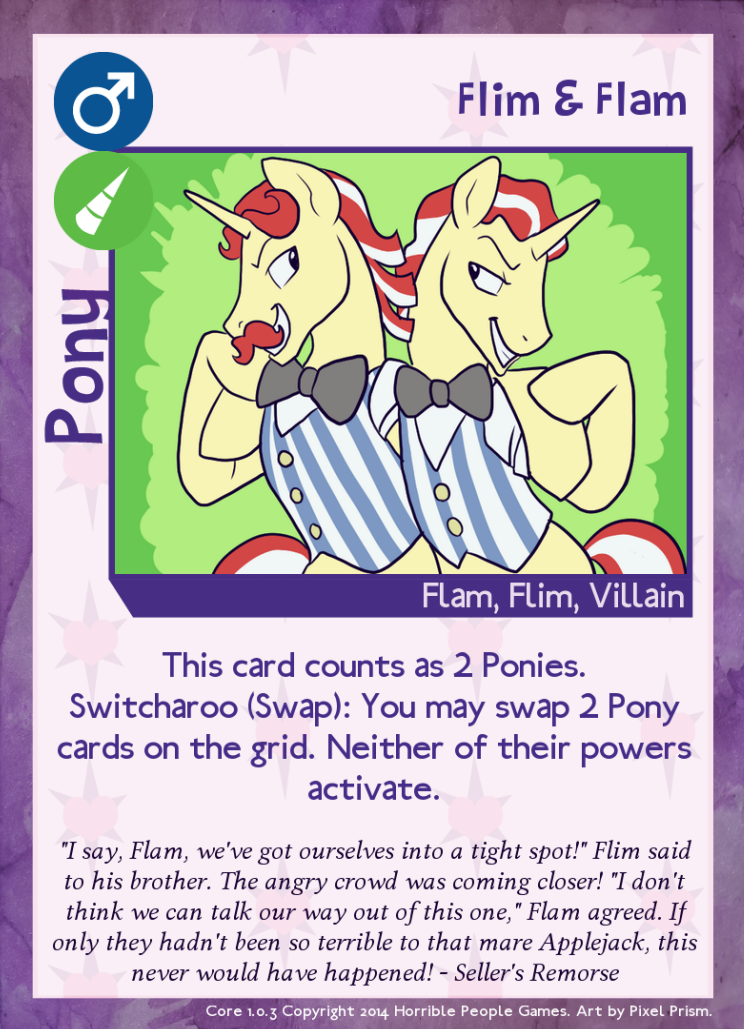 Flim & Flam
Pony
Flam, Flim, Villain
This card counts as 2 Ponies.
Switcharoo (Swap): You may swap 2 Pony
cards on the grid. Neither of their powers
activate.
"I say, Flam, we've got ourselves into a tight spot!" Flim said
to his brother. The angry crowd was coming closer! "I don't
think we can talk our way out of this one," Flam agreed. If
only they hadn't been so terrible to that mare Applejack, this
never would have happened! - Seller's Remorse
Core 1.0.3 Copyright 2014 Horrible People Games. Art by Pixel Prism.